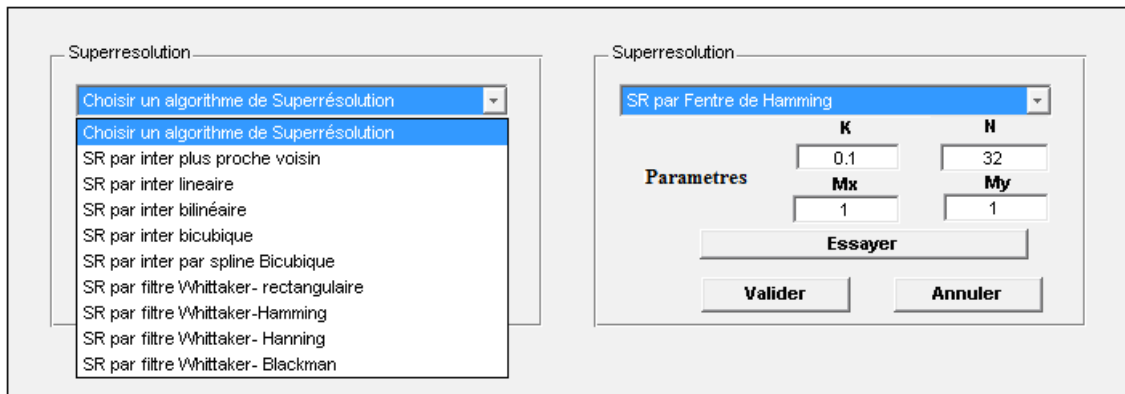 Superresolution
Choisir un algorithme de Superrésolution
Choisir un algorithme de Superrésolution
SR par inter plus proche voisin
SR par inter lineaire
SR par inter bilinéaire
SR par inter bicubique
SR par inter par spline Bicubique
SR par filtre Whittaker- rectangulaire
SR par filtre Whittaker-Hamming
SR par filtre Whittaker- Hanning
SR par filtre Whittaker- Blackman
Superresolution
SR par Fentre de Hamming
K N
0.1 32
Parametres
Mx My
1 1
Essayer
Valider Annuler